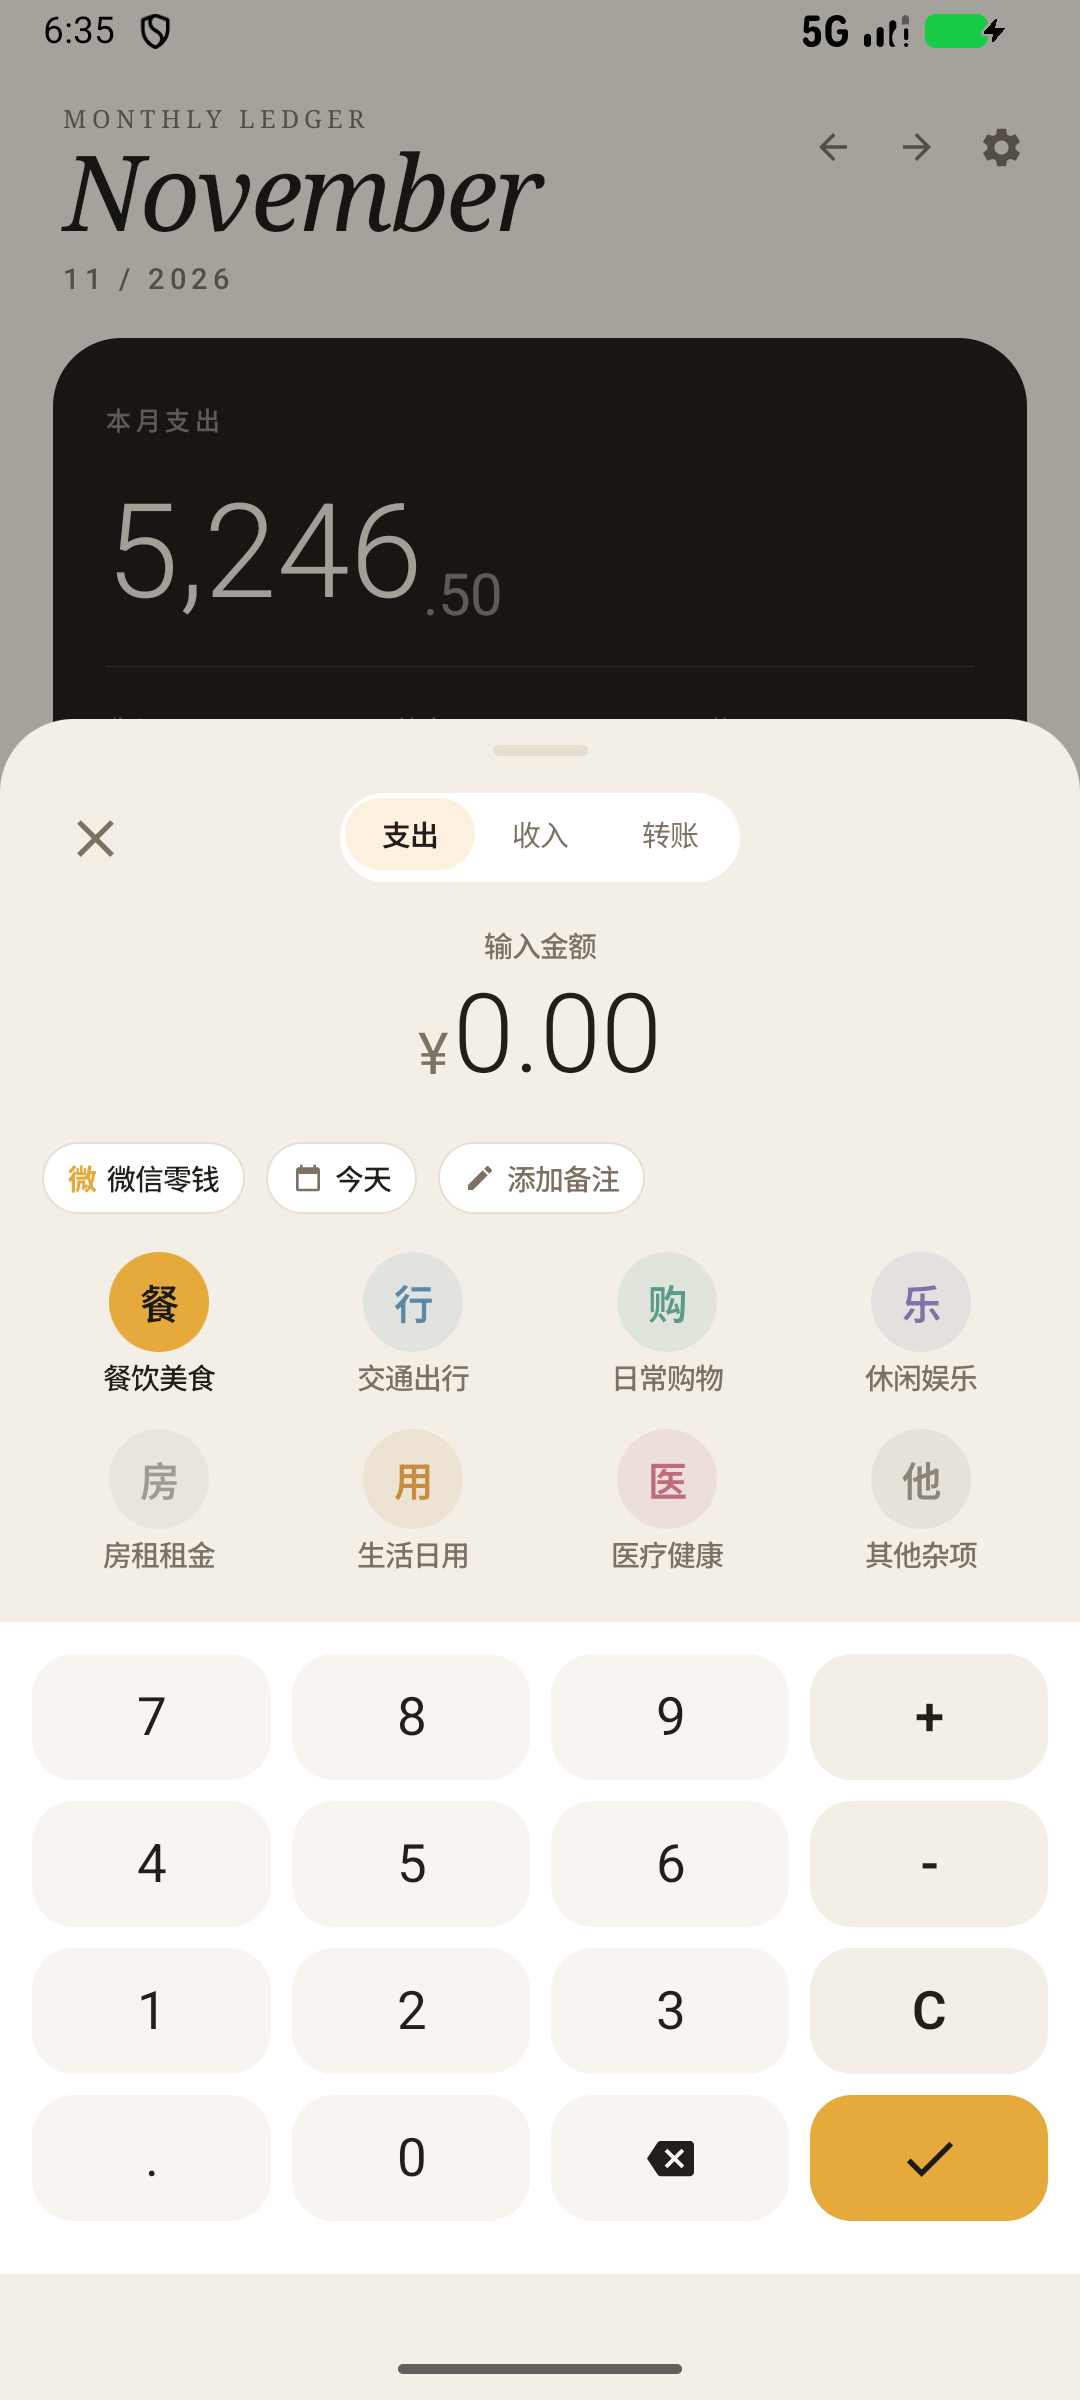 6:35 5G
MONTHLY LEDGER
November
11 / 2026
本月支出
5,246.50
支出 收入 转账
输入金额
¥0.00
微 微信零钱 今天 添加备注
餐 行 购 乐
餐饮美食 交通出行 日常购物 休闲娱乐
房 用 医 他
房租租金 生活日用 医疗健康 其他杂项
7 8 9 +
4 5 6 -
1 2 3 C
. 0